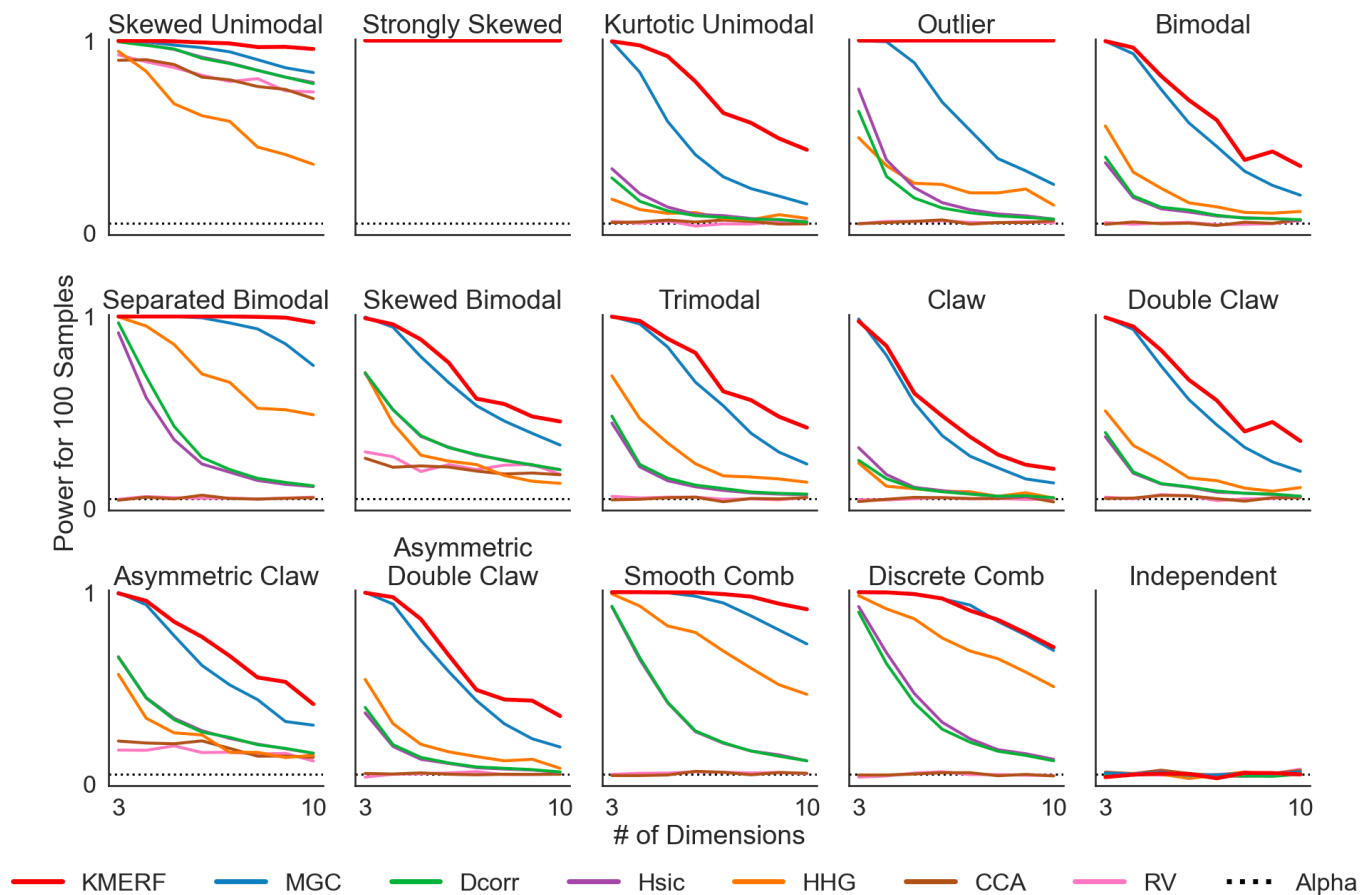 Skewed Unimodal Strongly Skewed Kurtotic Unimodal Outlier Bimodal
1
0
Power for 100 Samples
Separated Bimodal Skewed Bimodal Trimodal Claw Double Claw
1
0
Asymmetric Claw
Asymmetric
Double Claw
Smooth Comb Discrete Comb Independent
1
0
3 10 3 10 3 10 3 10 3 10
# of Dimensions
KMERF MGC Dcorr Hsic HHG CCA RV Alpha